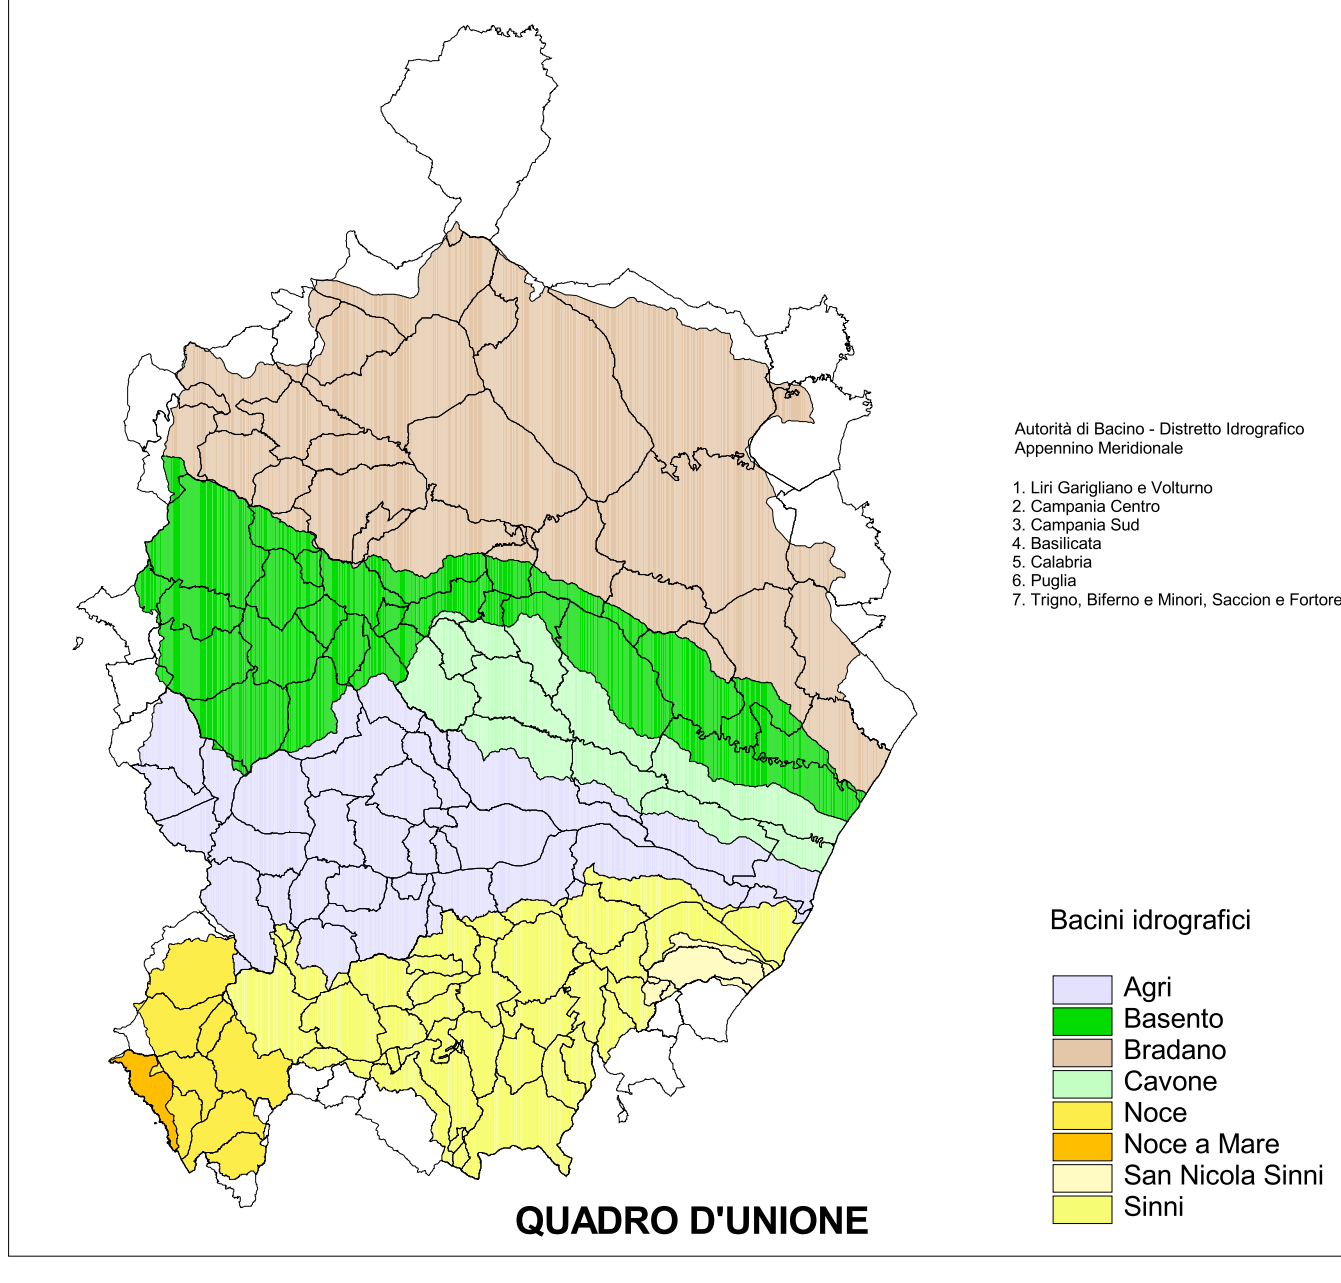 Autorità di Bacino - Distretto Idrografico
Appennino Meridionale
1. Liri Garigliano e Volturno
2. Campania Centro
3. Campania Sud
4. Basilicata
5. Calabria
6. Puglia
7. Trigno, Biferno e Minori, Saccion e Fortore
Bacini idrografici
Agri
Basento
Bradano
Cavone
Noce
Noce a Mare
San Nicola Sinni
Sinni
QUADRO D'UNIONE